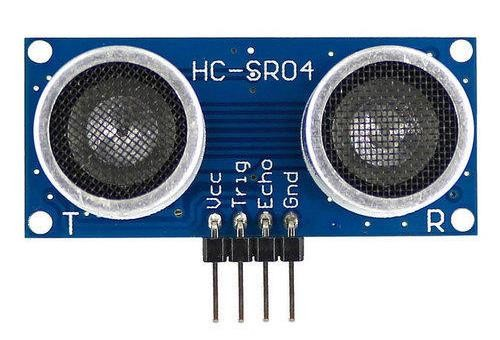 HC-SR04
Vcc
Trig
Echo
Gnd
T
R